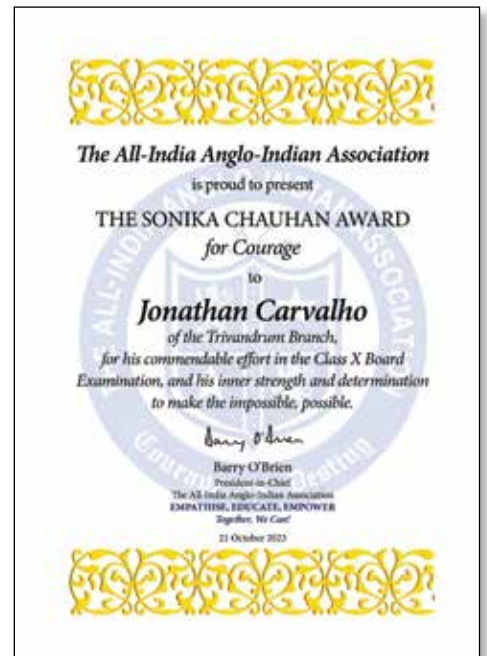 The All-India Anglo-Indian Association
is proud to present
THE SONIKA CHAUHAN AWARD
for Courage
to
Jonathan Carvalho
of the Trivandrum Branch,
for his commendable effort in the Class X Board
Examination, and his inner strength and determination
to make the impossible, possible.
Barry O'Brien
Barry O'Brien
President-in-Chief
The All-India Anglo-Indian Association
EMPATHISE, EDUCATE, EMPOWER
Together, We Can!
21 October 2023